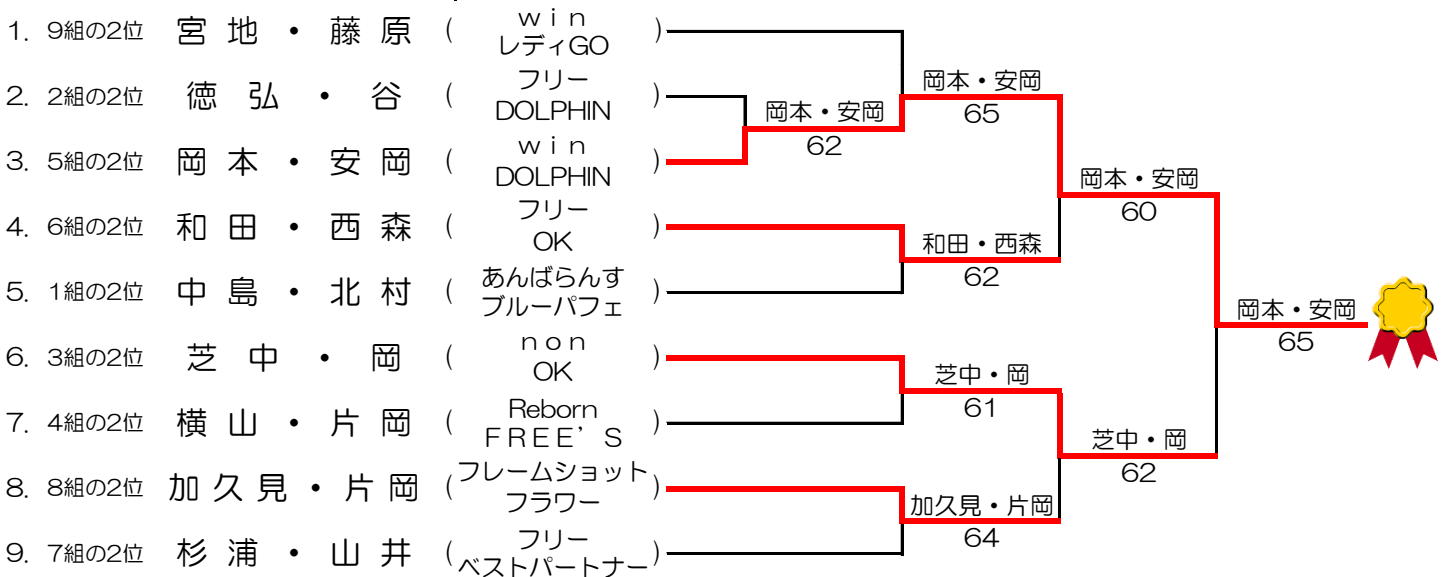 1. 9組の2位 宮地・藤原 (win レディGO)
2. 2組の2位 徳弘・谷 (フリー DOLPHIN)
3. 5組の2位 岡本・安岡 (win DOLPHIN)
4. 6組の2位 和田・西森 (フリー OK)
5. 1組の2位 中島・北村 (あんばらんす ブルーパフェ)
6. 3組の2位 芝中・岡 (non OK)
7. 4組の2位 横山・片岡 (Reborn FREE'S)
8. 8組の2位 加久見・片岡 (フレームショット フラワー)
9. 7組の2位 杉浦・山井 (フリー ベストパートナー)
岡本・安岡
62
岡本・安岡
65
和田・西森
62
芝中・岡
61
加久見・片岡
64
岡本・安岡
60
芝中・岡
62
岡本・安岡
65